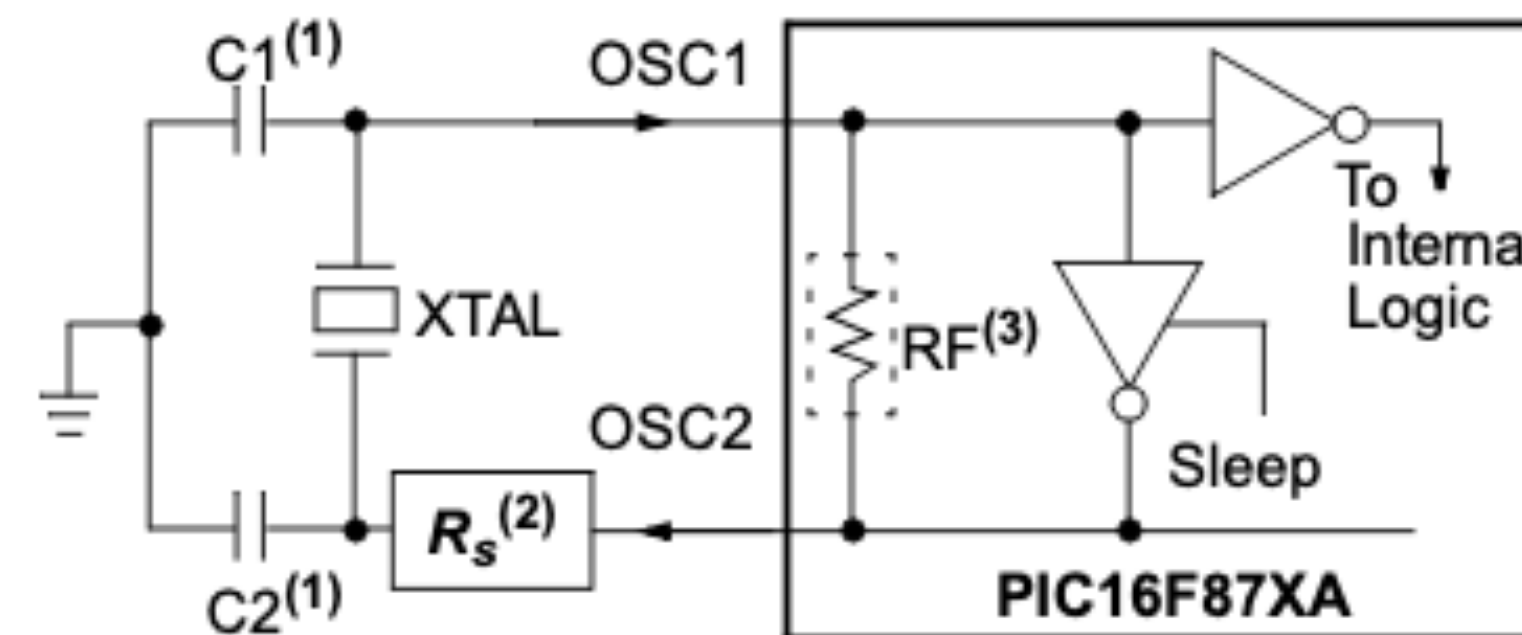 C1(1)
OSC1
To
Interna
Logic
XTAL
RF(3)
OSC2
Sleep
Rs(2)
C2(1)
PIC16F87XA